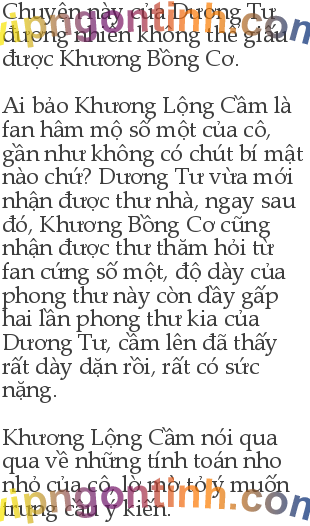 Chuyện này của Dương Tư
đương nhiên không thể giấu
được Khương Bồng Cơ.
Ai bảo Khương Lộng Cầm là
fan hâm mộ số một của cô,
gần như không có chút bí mật
nào chứ? Dương Tư vừa mới
nhận được thư nhà, ngay sau
đó, Khương Bồng Cơ cũng
nhận được thư thăm hỏi từ
fan cứng số một, độ dày của
phong thư này còn dầy gấp
hai lần phong thư kia của
Dương Tư, cầm lên đã thấy
rất dày dặn rồi, rất có sức
nặng.
Khương Lộng Cầm nói qua
qua về những tính toán nho
nhỏ của cô, lờ mờ tỏ ý muốn
trưng cầu ý kiến.
vipngontinh.com
vipngontinh.com